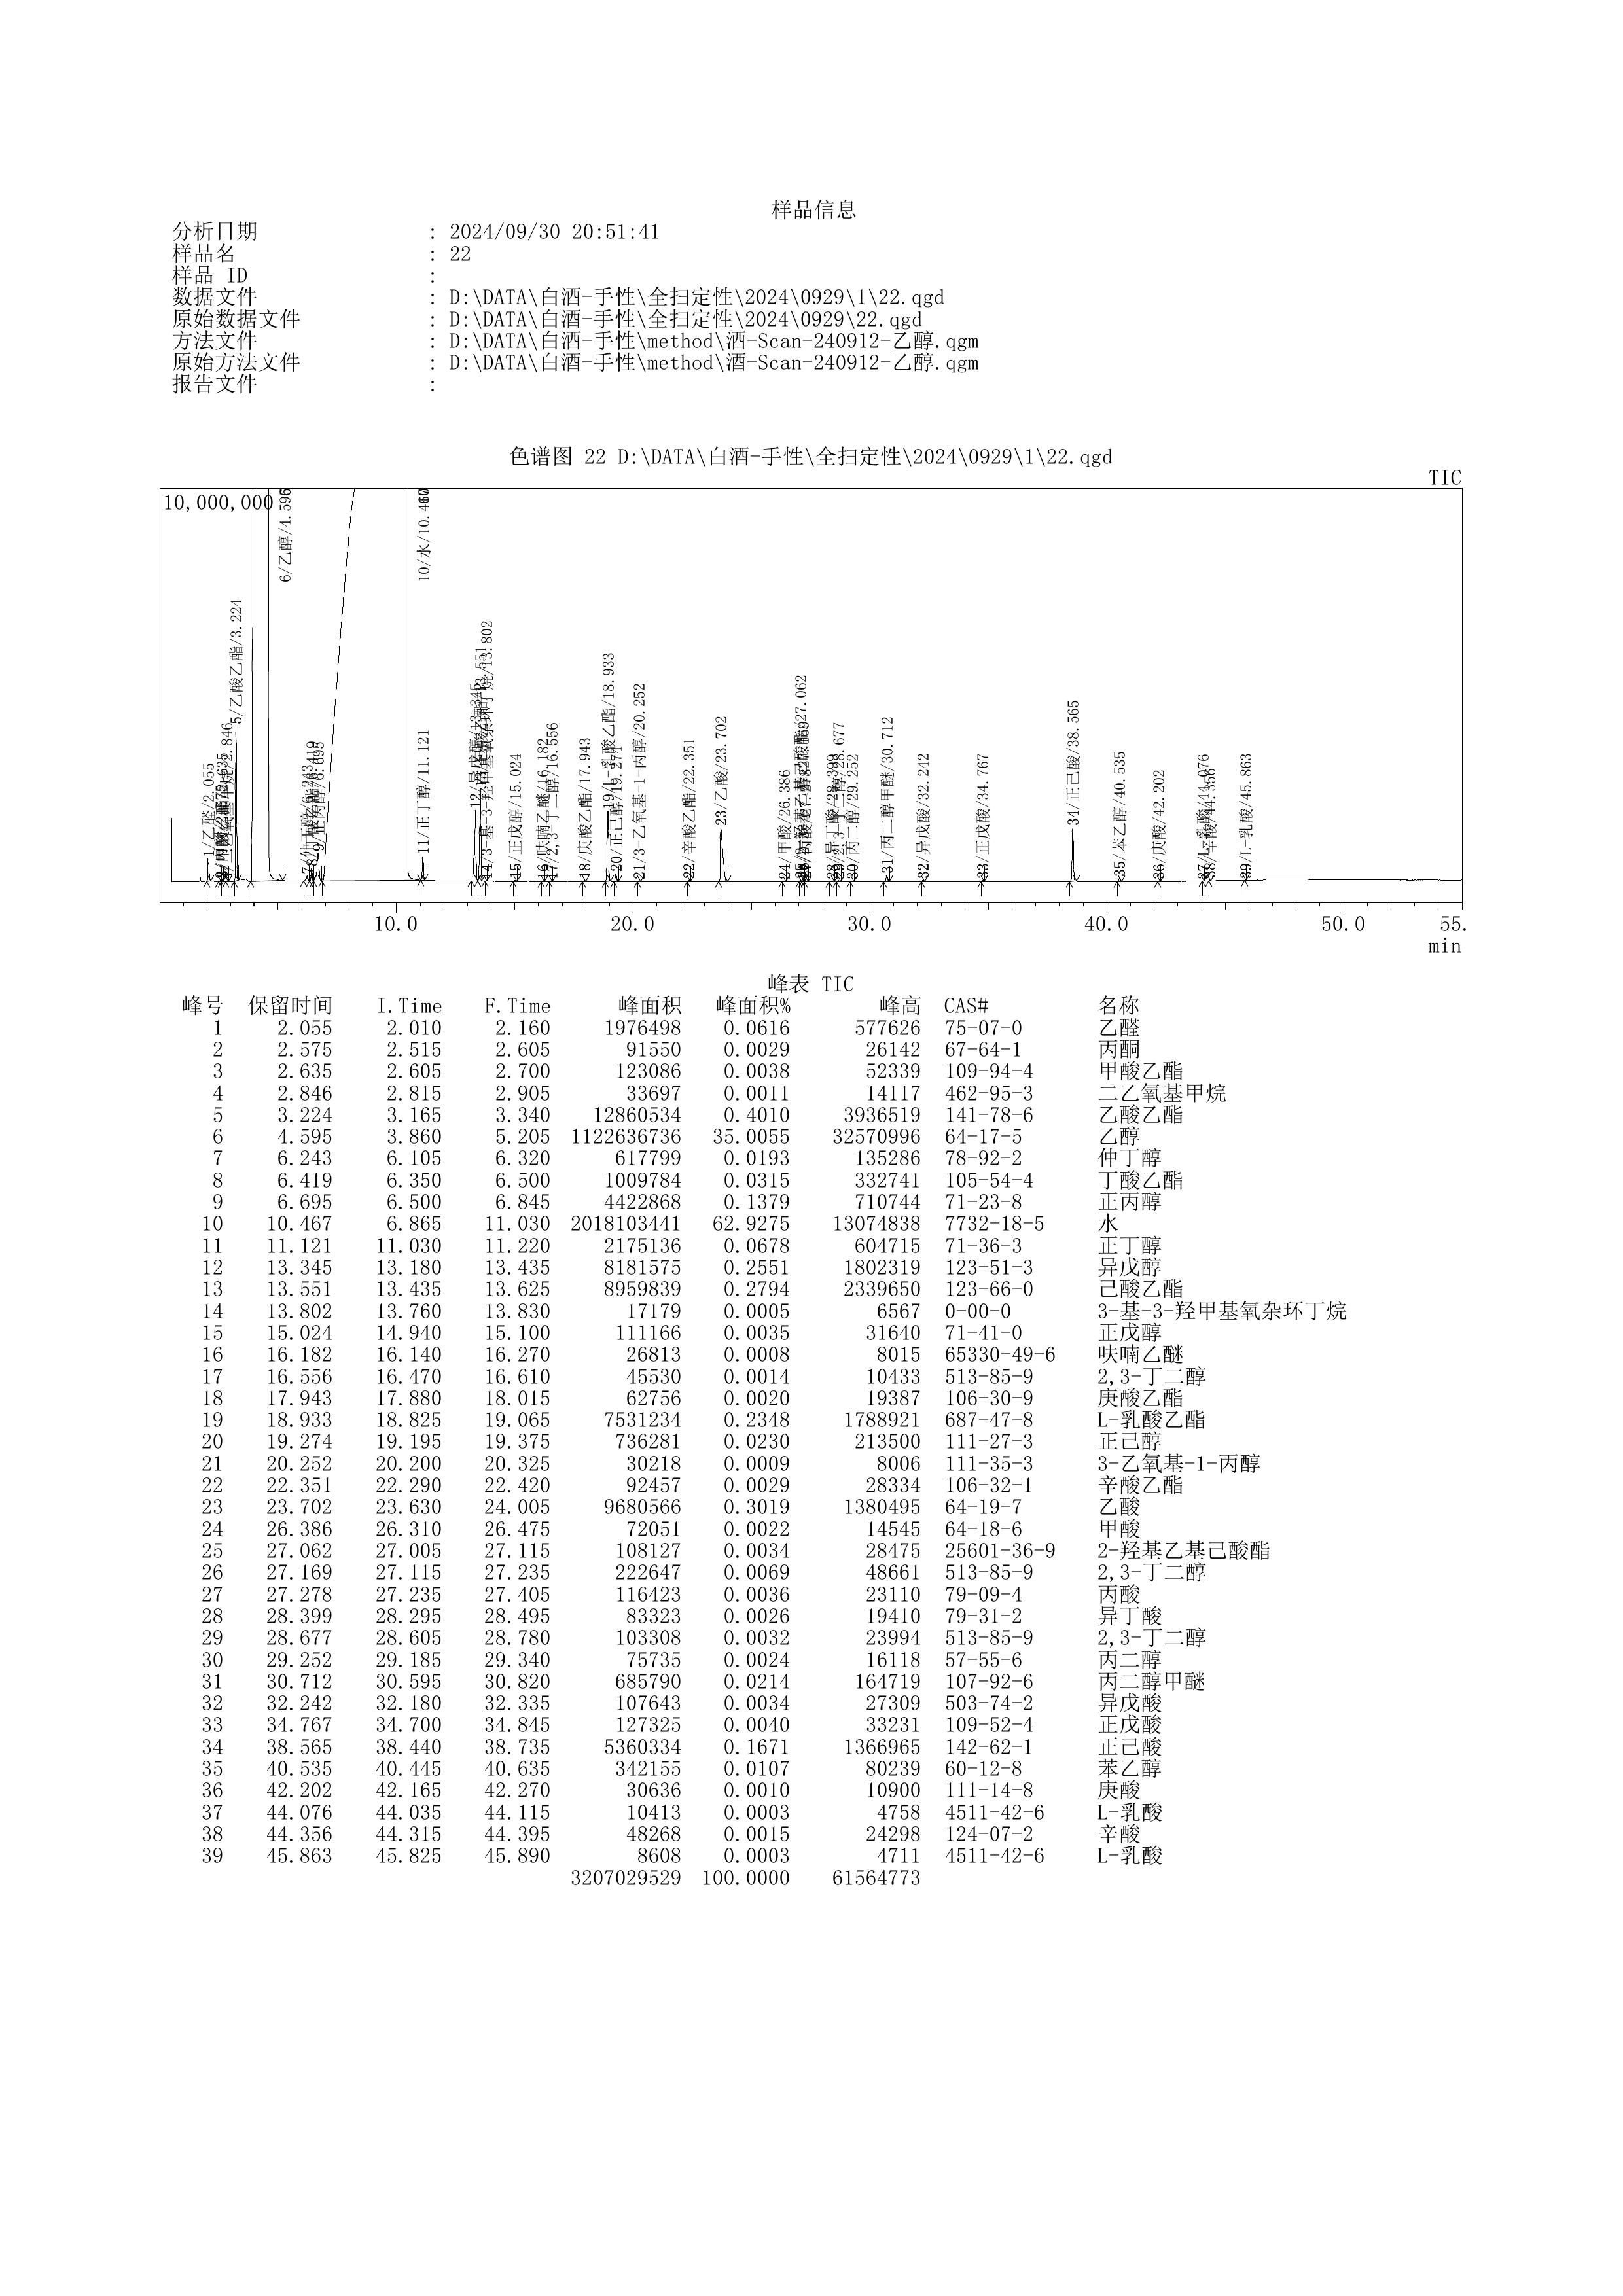 样品信息
分析日期 : 2024/09/30 20:51:41
样品名 : 22
样品 ID :
数据文件 : D:\DATA\白酒-手性\全扫定性\2024\0929\1\22.qgd
原始数据文件 : D:\DATA\白酒-手性\全扫定性\2024\0929\22.qgd
方法文件 : D:\DATA\白酒-手性\method\酒-Scan-240912-乙醇.qgm
原始方法文件 : D:\DATA\白酒-手性\method\酒-Scan-240912-乙醇.qgm
报告文件 :
色谱图 22 D:\DATA\白酒-手性\全扫定性\2024\0929\1\22.qgd
TIC
10,000,000
1/乙醛/2.055
5/乙酸乙酯/3.224
6/乙醇/4.596
10/水/10.467
11/正丁醇/11.121
15/正戊醇/15.024
18/庚酸乙酯/17.943
21/3-乙氧基-1-丙醇/20.252
22/辛酸乙酯/22.351
23/乙酸/23.702
24/甲酸/26.386
30/丙二醇/29.252
31/丙二醇甲醚/30.712
32/异戊酸/32.242
33/正戊酸/34.767
34/正己酸/38.565
35/苯乙醇/40.535
36/庚酸/42.202
39/L-乳酸/45.863
10.0 20.0 30.0 40.0 50.0 55.
min
峰表 TIC
峰号 保留时间 I.Time F.Time 峰面积 峰面积% 峰高 CAS# 名称
1 2.055 2.010 2.160 1976498 0.0616 577626 75-07-0 乙醛
2 2.575 2.515 2.605 91550 0.0029 26142 67-64-1 丙酮
3 2.635 2.605 2.700 123086 0.0038 52339 109-94-4 甲酸乙酯
4 2.846 2.815 2.905 33697 0.0011 14117 462-95-3 二乙氧基甲烷
5 3.224 3.165 3.340 12860534 0.4010 3936519 141-78-6 乙酸乙酯
6 4.595 3.860 5.205 1122636736 35.0055 32570996 64-17-5 乙醇
7 6.243 6.105 6.320 617799 0.0193 135286 78-92-2 仲丁醇
8 6.419 6.350 6.500 1009784 0.0315 332741 105-54-4 丁酸乙酯
9 6.695 6.500 6.845 4422868 0.1379 710744 71-23-8 正丙醇
10 10.467 6.865 11.030 2018103441 62.9275 13074838 7732-18-5 水
11 11.121 11.030 11.220 2175136 0.0678 604715 71-36-3 正丁醇
12 13.345 13.180 13.435 8181575 0.2551 1802319 123-51-3 异戊醇
13 13.551 13.435 13.625 8959839 0.2794 2339650 123-66-0 己酸乙酯
14 13.802 13.760 13.830 17179 0.0005 6567 0-00-0 3-基-3-羟甲基氧杂环丁烷
15 15.024 14.940 15.100 111166 0.0035 31640 71-41-0 正戊醇
16 16.182 16.140 16.270 26813 0.0008 8015 65330-49-6 呋喃乙醚
17 16.556 16.470 16.610 45530 0.0014 10433 513-85-9 2,3-丁二醇
18 17.943 17.880 18.015 62756 0.0020 19387 106-30-9 庚酸乙酯
19 18.933 18.825 19.065 7531234 0.2348 1788921 687-47-8 L-乳酸乙酯
20 19.274 19.195 19.375 736281 0.0230 213500 111-27-3 正己醇
21 20.252 20.200 20.325 30218 0.0009 8006 111-35-3 3-乙氧基-1-丙醇
22 22.351 22.290 22.420 92457 0.0029 28334 106-32-1 辛酸乙酯
23 23.702 23.630 24.005 9680566 0.3019 1380495 64-19-7 乙酸
24 26.386 26.310 26.475 72051 0.0022 14545 64-18-6 甲酸
25 27.062 27.005 27.115 108127 0.0034 28475 25601-36-9 2-羟基乙基己酸酯
26 27.169 27.115 27.235 222647 0.0069 48661 513-85-9 2,3-丁二醇
27 27.278 27.235 27.405 116423 0.0036 23110 79-09-4 丙酸
28 28.399 28.295 28.495 83323 0.0026 19410 79-31-2 异丁酸
29 28.677 28.605 28.780 103308 0.0032 23994 513-85-9 2,3-丁二醇
30 29.252 29.185 29.340 75735 0.0024 16118 57-55-6 丙二醇
31 30.712 30.595 30.820 685790 0.0214 164719 107-92-6 丙二醇甲醚
32 32.242 32.180 32.335 107643 0.0034 27309 503-74-2 异戊酸
33 34.767 34.700 34.845 127325 0.0040 33231 109-52-4 正戊酸
34 38.565 38.440 38.735 5360334 0.1671 1366965 142-62-1 正己酸
35 40.535 40.445 40.635 342155 0.0107 80239 60-12-8 苯乙醇
36 42.202 42.165 42.270 30636 0.0010 10900 111-14-8 庚酸
37 44.076 44.035 44.115 10413 0.0003 4758 4511-42-6 L-乳酸
38 44.356 44.315 44.395 48268 0.0015 24298 124-07-2 辛酸
39 45.863 45.825 45.890 8608 0.0003 4711 4511-42-6 L-乳酸
3207029529 100.0000 61564773